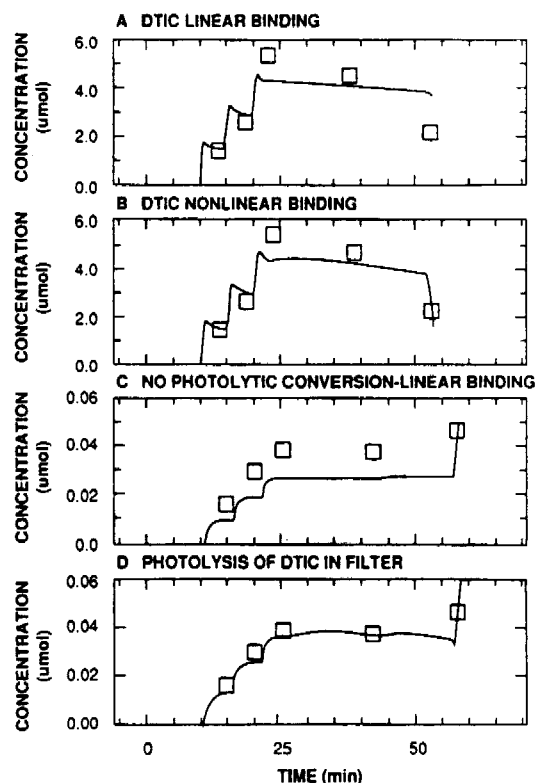 A DTIC LINEAR BINDING
CONCENTRATION
(umol)
6.0
4.0
2.0
0.0
B DTIC NONLINEAR BINDING
CONCENTRATION
(umol)
6.0
4.0
2.0
0.0
C NO PHOTOLYTIC CONVERSION-LINEAR BINDING
CONCENTRATION
(umol)
0.06
0.04
0.02
0.0
D PHOTOLYSIS OF DTIC IN FILTER
CONCENTRATION
(umol)
0.06
0.04
0.02
0.00
0 25 50
TIME (min)